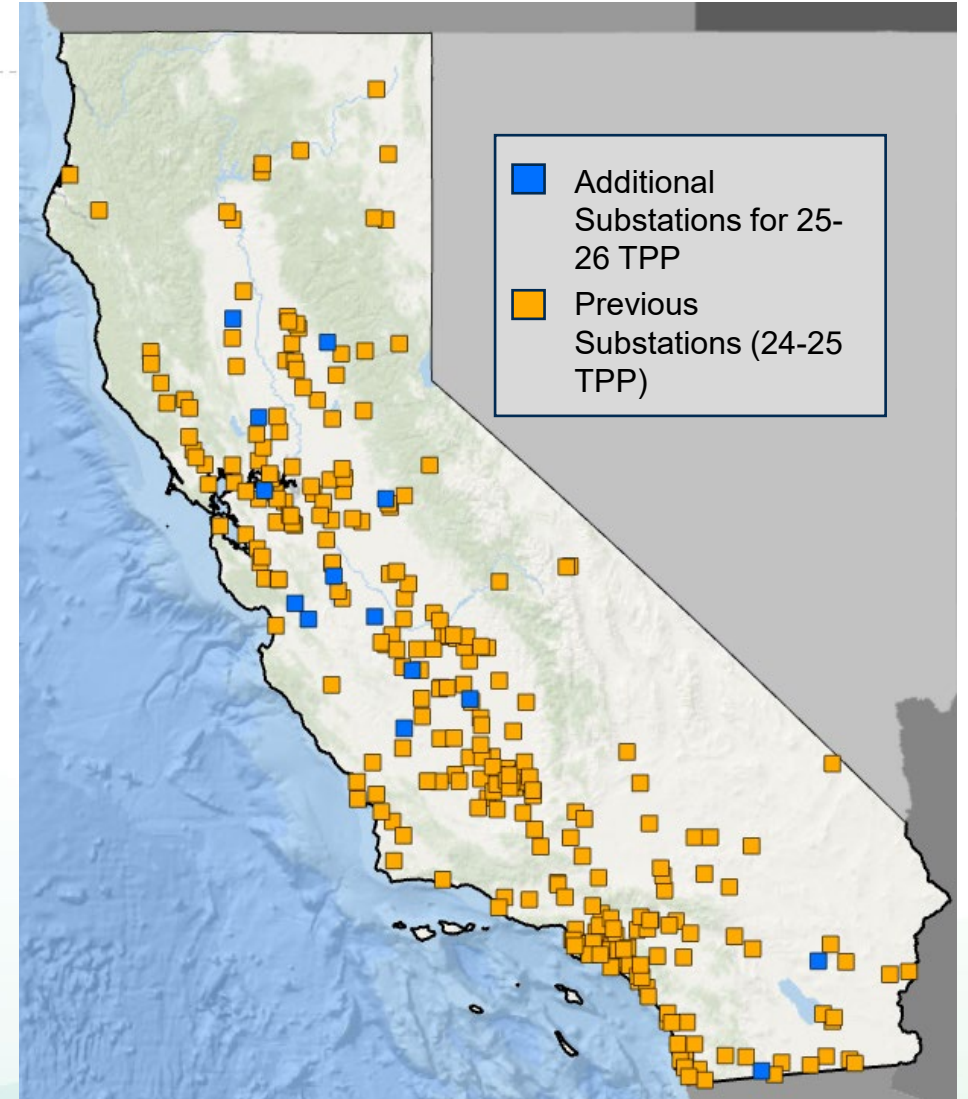 Additional
Substations for 25-
26 TPP
Previous
Substations (24-25
TPP)